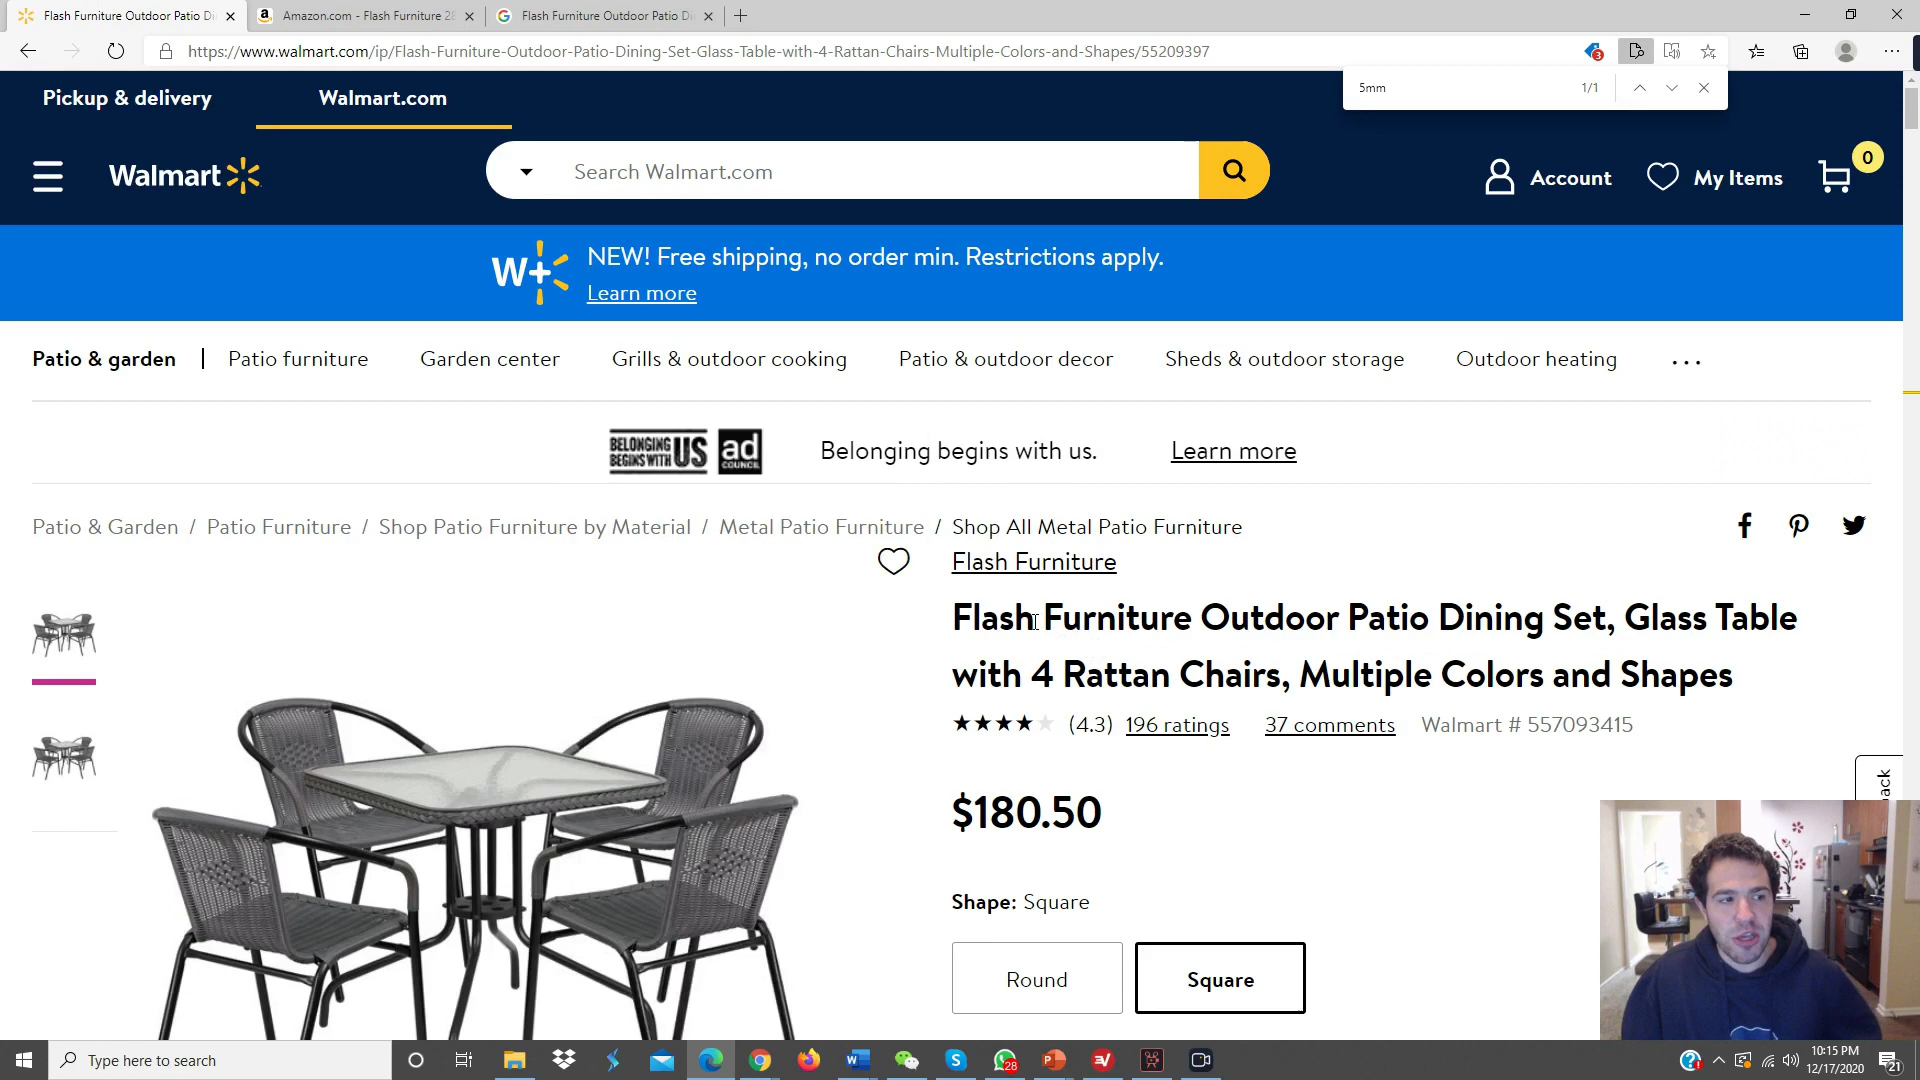 Flash Furniture Outdoor Patio Di
Amazon.com - Flash Furniture 28
Flash Furniture Outdoor Patio Di
https://www.walmart.com/ip/Flash-Furniture-Outdoor-Patio-Dining-Set-Glass-Table-with-4-Rattan-Chairs-Multiple-Colors-and-Shapes/55209397
3
5mm 1/1
Pickup & delivery Walmart.com
Walmart
Search Walmart.com
Account
My Items
0
W+
NEW! Free shipping, no order min. Restrictions apply.
Learn more
Patio & garden | Patio furniture Garden center Grills & outdoor cooking Patio & outdoor decor Sheds & outdoor storage Outdoor heating ...
BELONGING BEGINS WITH US
ad COUNCIL
Belonging begins with us.
Learn more
Patio & Garden / Patio Furniture / Shop Patio Furniture by Material / Metal Patio Furniture / Shop All Metal Patio Furniture
Flash Furniture
Flash Furniture Outdoor Patio Dining Set, Glass Table
with 4 Rattan Chairs, Multiple Colors and Shapes
(4.3) 196 ratings 37 comments Walmart # 557093415
$180.50
Shape: Square
Round
Square
Type here to search
28
10:15 PM
12/17/2020
21